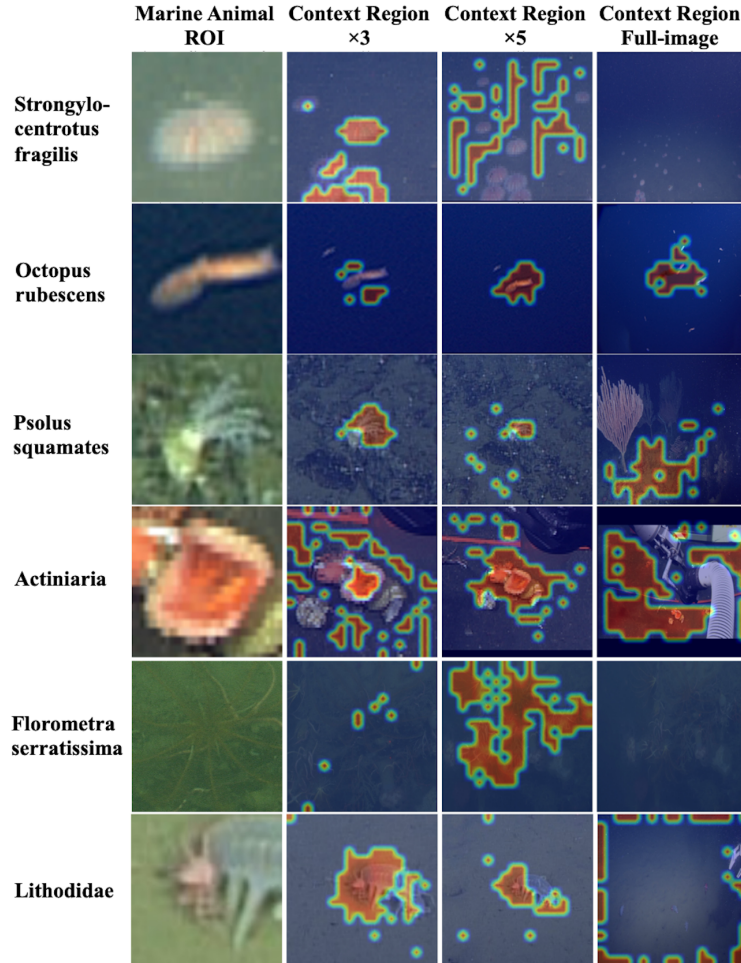 Marine Animal Context Region Context Region Context Region
ROI ×3 ×5 Full-image
Strongylo-
centrotus
fragilis
Octopus
rubescens
Psolus
squamates
Actiniaria
Florometra
serratissima
Lithodidae